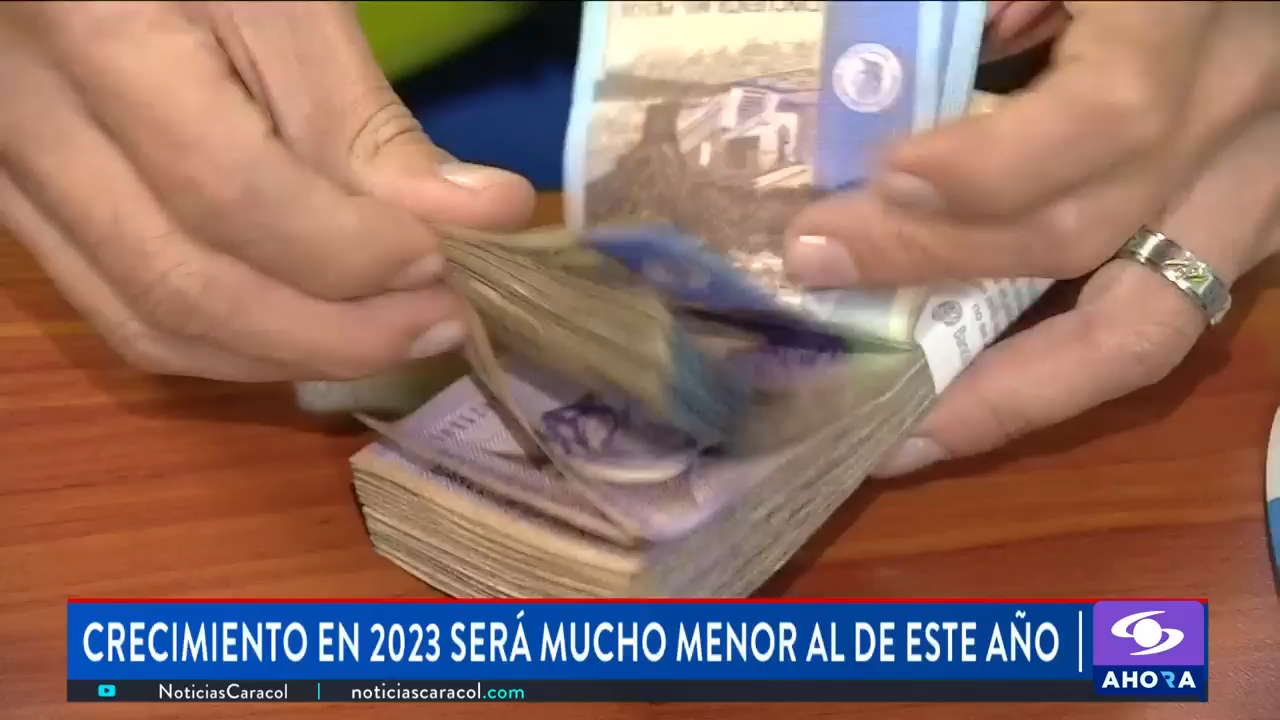 CRECIMIENTO EN 2023 SERÁ MUCHO MENOR AL DE ESTE AÑO
AHORA
NoticiasCaracol
noticiascaracol.com